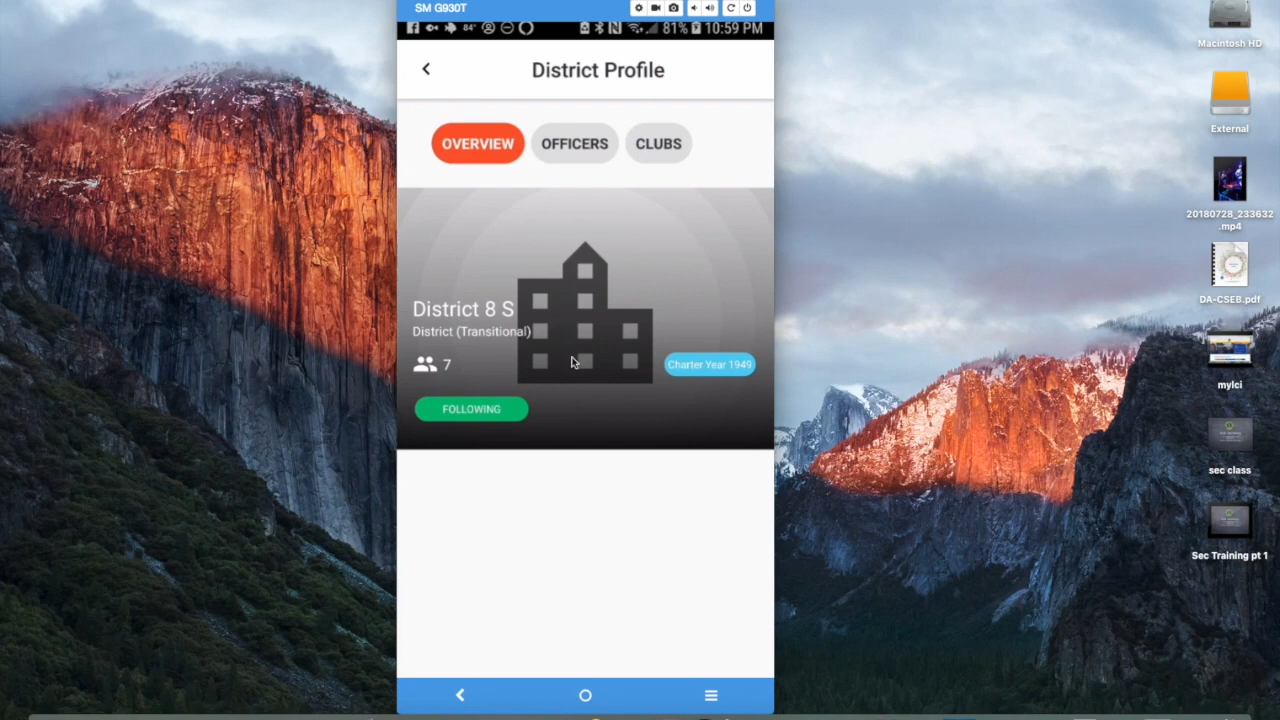 SM G930T
84°
81%
10:59 PM
District Profile
OVERVIEW
OFFICERS
CLUBS
District 8 S
District (Transitional)
7
Charter Year 1949
FOLLOWING
Macintosh HD
External
20180728_233632
.mp4
DA-CSEB.pdf
mylci
sec class
Sec Training pt 1